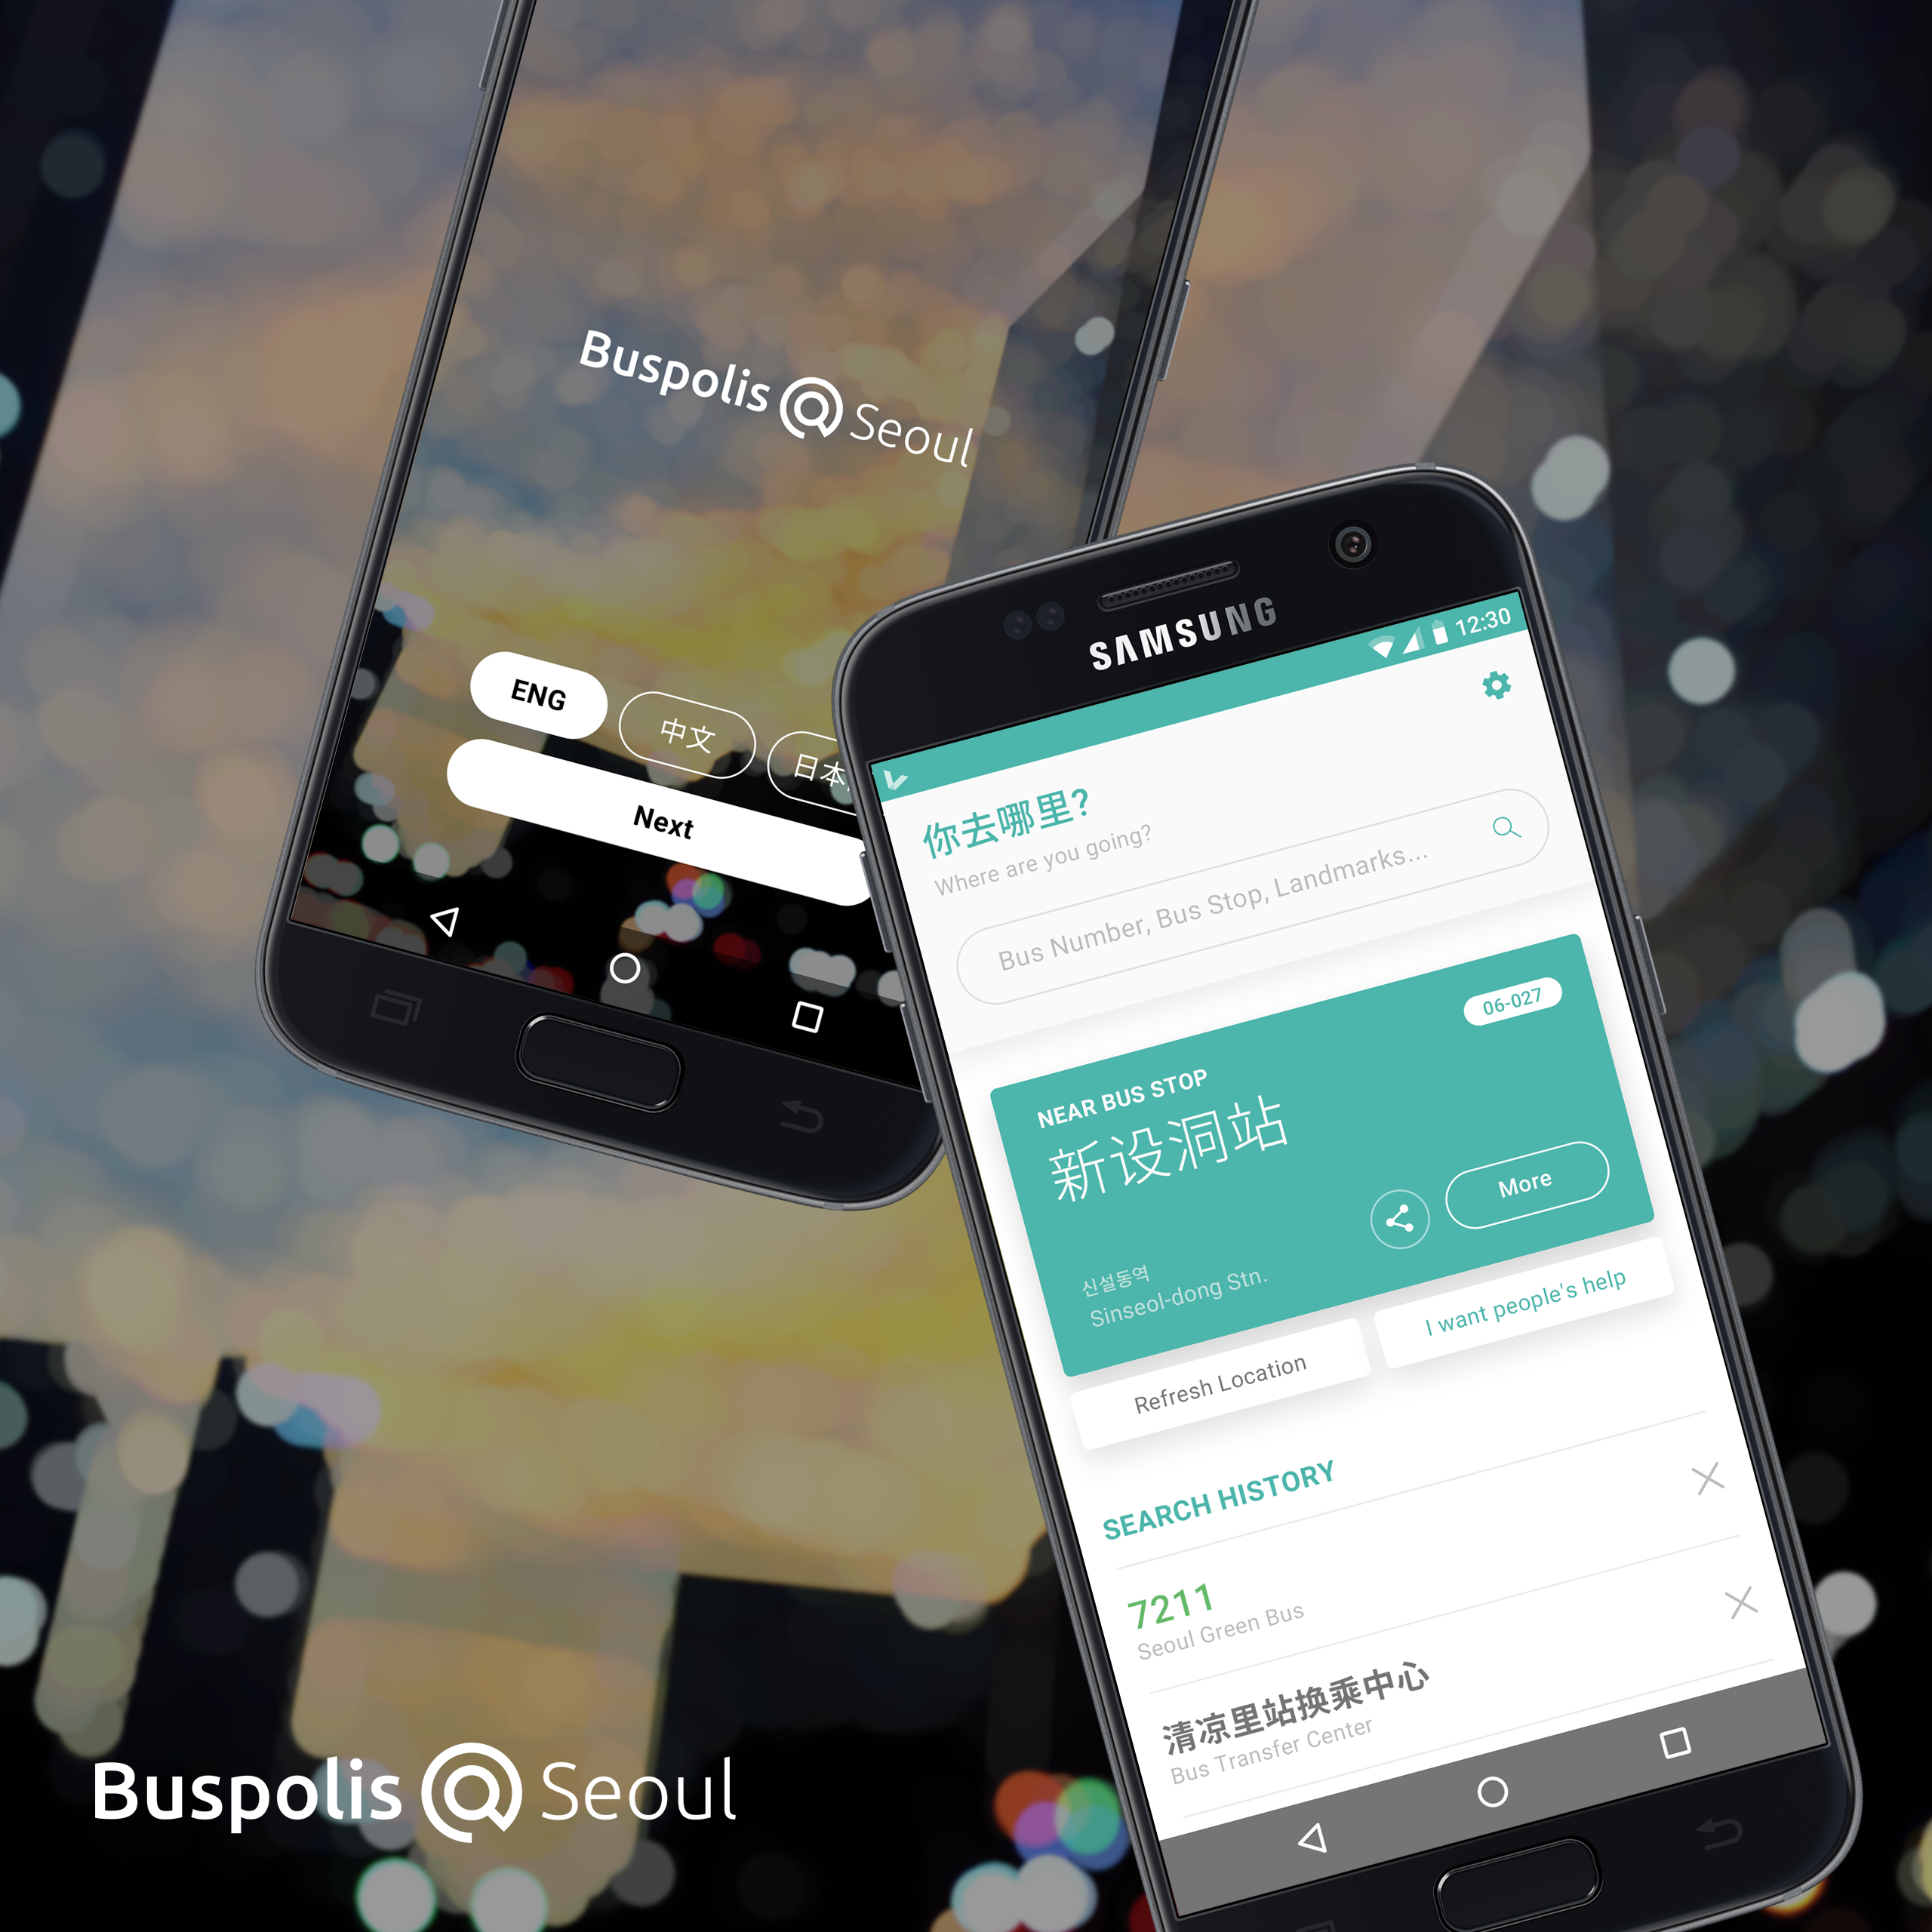 Buspolis Seoul
ENG
中文
日本
Next
SAMSUNG
12:30
你去哪里?
Where are you going?
Bus Number, Bus Stop, Landmarks...
06-027
NEAR BUS STOP
新设洞站
More
신설동역
Sinseol-dong Stn.
Refresh Location
I want people's help
SEARCH HISTORY
7211
Seoul Green Bus
清凉里站换乘中心
Bus Transfer Center
Buspolis Seoul